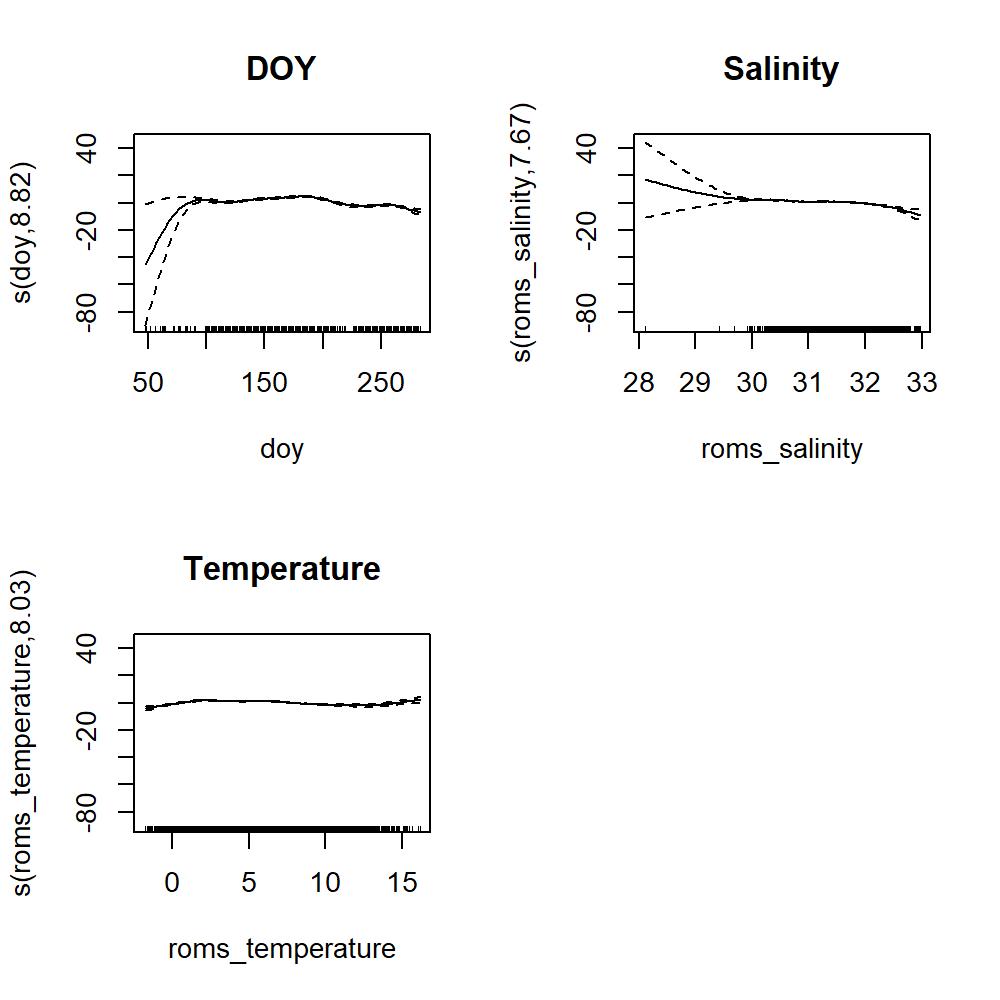 DOY
s(doy,8.82)
40
-20
-80
50 150 250
doy
Salinity
s(roms_salinity,7.67)
40
-20
-80
28 29 30 31 32 33
roms_salinity
Temperature
s(roms_temperature,8.03)
40
-20
-80
0 5 10 15
roms_temperature